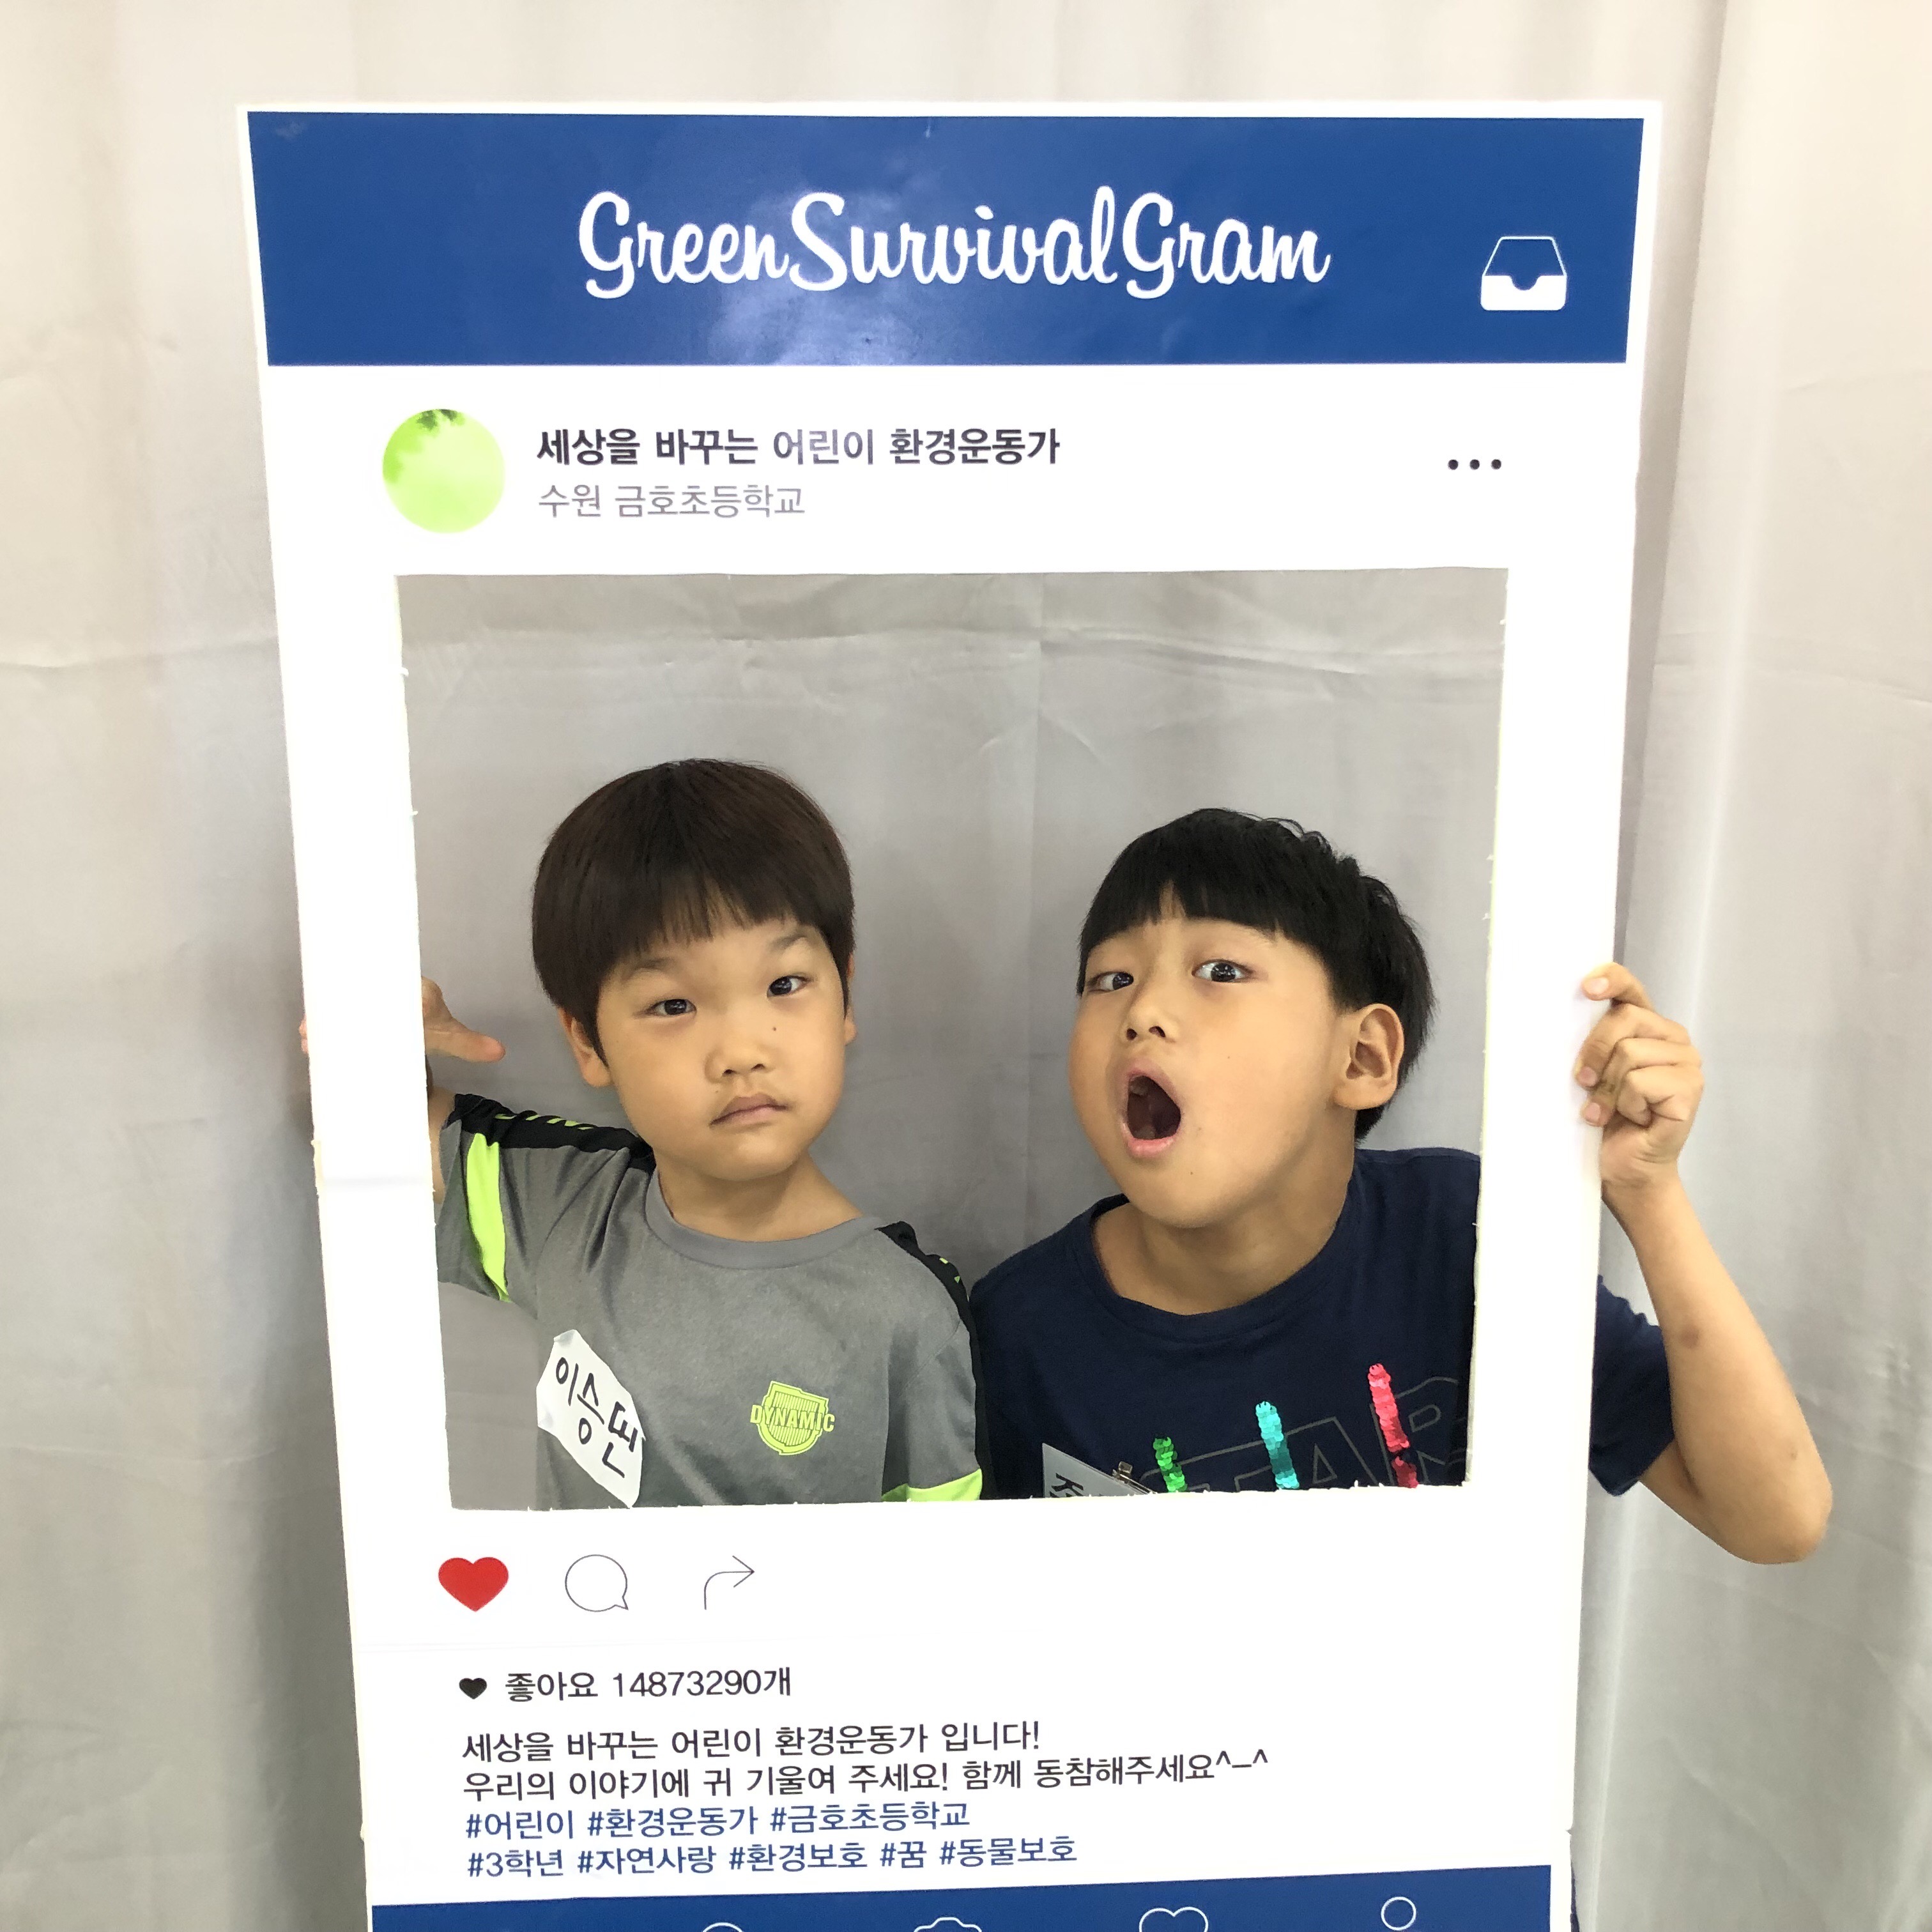 GreenSurvivalGram
세상을 바꾸는 어린이 환경운동가
수원 금호초등학교
이승
DYNAMIC
STAR
좋아요 14873290개
세상을 바꾸는 어린이 환경운동가 입니다!
우리의 이야기에 귀 기울여 주세요! 함께 동참해주세요^-^
#어린이 #환경운동가 #금호초등학교
#3학년 #자연사랑 #환경보호 #꿈 #동물보호